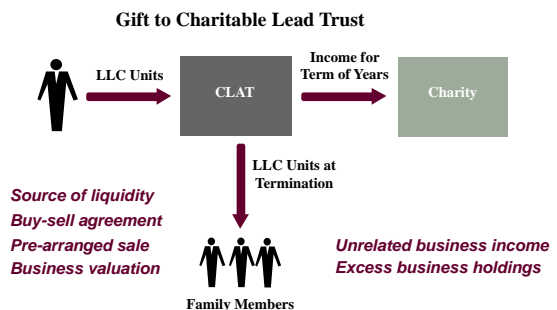 Gift to Charitable Lead Trust
LLC Units
CLAT
Income for
Term of Years
Charity
LLC Units at
Termination
Source of liquidity
Buy-sell agreement
Pre-arranged sale
Business valuation
Family Members
Unrelated business income
Excess business holdings